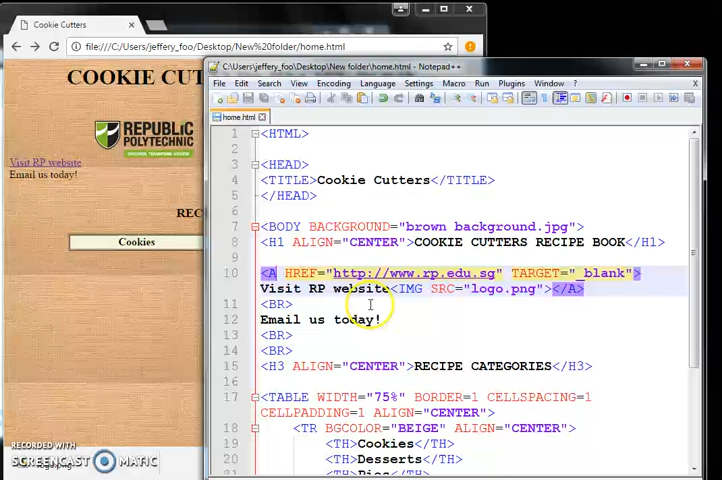 Cookie Cutters
file:///C:/Users/jeffery_foo/Desktop/New%20folder/home.html
COOKIE CUT
REPUBLIC
POLYTECHNIC
Visit RP website
Email us today!
REC
Cookies
RECORDED WITH
SCREENCAST MATIC
C:\Users\jeffery_foo\Desktop\New folder\home.html - Notepad++
File Edit Search View Encoding Language Settings Macro Run Plugins Window ?
home.html
1 <HTML>
2
3 <HEAD>
4 <TITLE>Cookie Cutters</TITLE>
5 </HEAD>
6
7 <BODY BACKGROUND="brown background.jpg">
8 <H1 ALIGN="CENTER">COOKIE CUTTERS RECIPE BOOK</H1>
9
10 <A HREF="http://www.rp.edu.sg" TARGET="_blank">
Visit RP website<IMG SRC="logo.png"></A>
11 <BR>
12 Email us today!
13 <BR>
14 <BR>
15 <H3 ALIGN="CENTER">RECIPE CATEGORIES</H3>
16
17 <TABLE WIDTH="75%" BORDER=1 CELLSPACING=1
CELLPADDING=1 ALIGN="CENTER">
18 <TR BGCOLOR="BEIGE" ALIGN="CENTER">
19 <TH>Cookies</TH>
20 <TH>Desserts</TH>
21 <TH>Pies</TH>